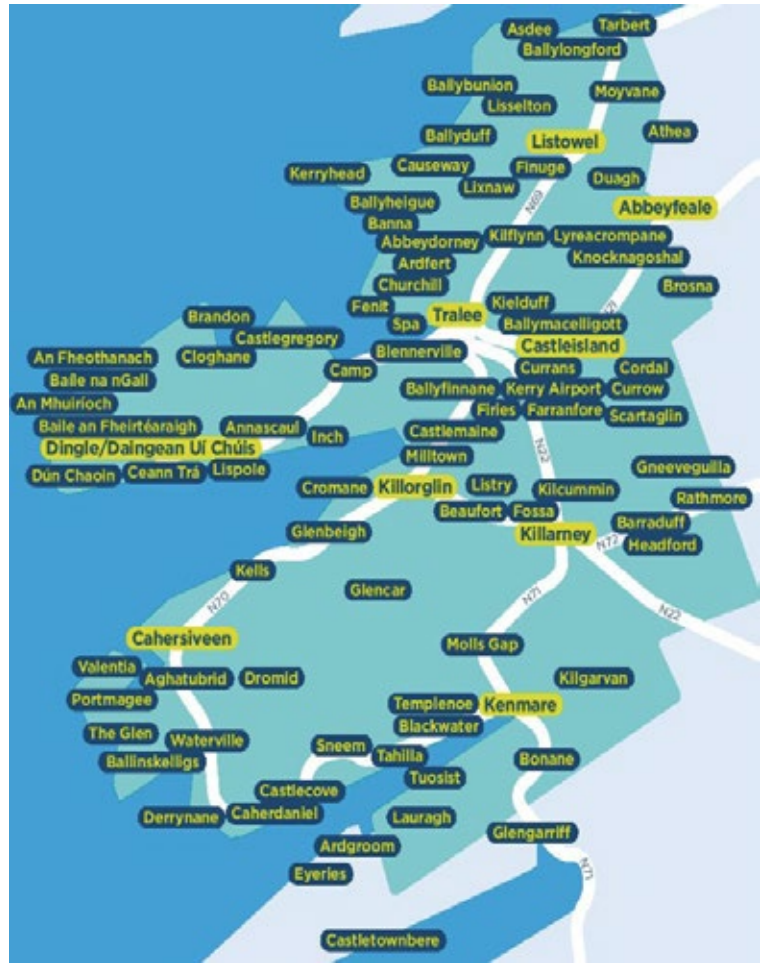 Asdee
Tarbert
Ballylongford
Ballybunion
Moyvane
Lisselton
Ballyduff
Athea
Listowel
Causeway
Finuge
Kerryhead
Lixnaw
Duagh
Ballyheigue
Abbeyfeale
N69
Banna
Abbeydorney
Kilflynn
Lyreacrompane
Ardfert
Knocknagoshal
Churchill
Brosna
Fenit
Kielduff
N21
Brandon
Spa
Tralee
Ballymacelligott
Castlegregory
Castleisland
An Fheothanach
Cloghane
Blennerville
Camp
Currans
Cordal
Baile na nGall
Ballyfinnane
Kerry Airport
Currow
An Mhuiríoch
Firies
Farranfore
Scartaglin
Baile an Fheirtéaraigh
Annascaul
Inch
Castlemaine
Dingle/Daingean Uí Chúis
N22
Milltown
Dún Chaoin
Ceann Trá
Lispole
Gneeveguilla
Cromane
Killorglin
Listry
Kilcummin
Rathmore
Beaufort
Fossa
Barraduff
Glenbeigh
Killarney
N72
Headford
Kells
Glencar
N71
N70
N22
Cahersiveen
Molls Gap
Valentia
Aghatubrid
Dromid
Kilgarvan
Portmagee
Templenoe
Kenmare
Blackwater
The Glen
Waterville
Sneem
Tahilla
Ballinskelligs
Bonane
Tuosist
Castlecove
Derrynane
Caherdaniel
Lauragh
Glengarriff
Ardgroom
Eyeries
N71
Castletownbere